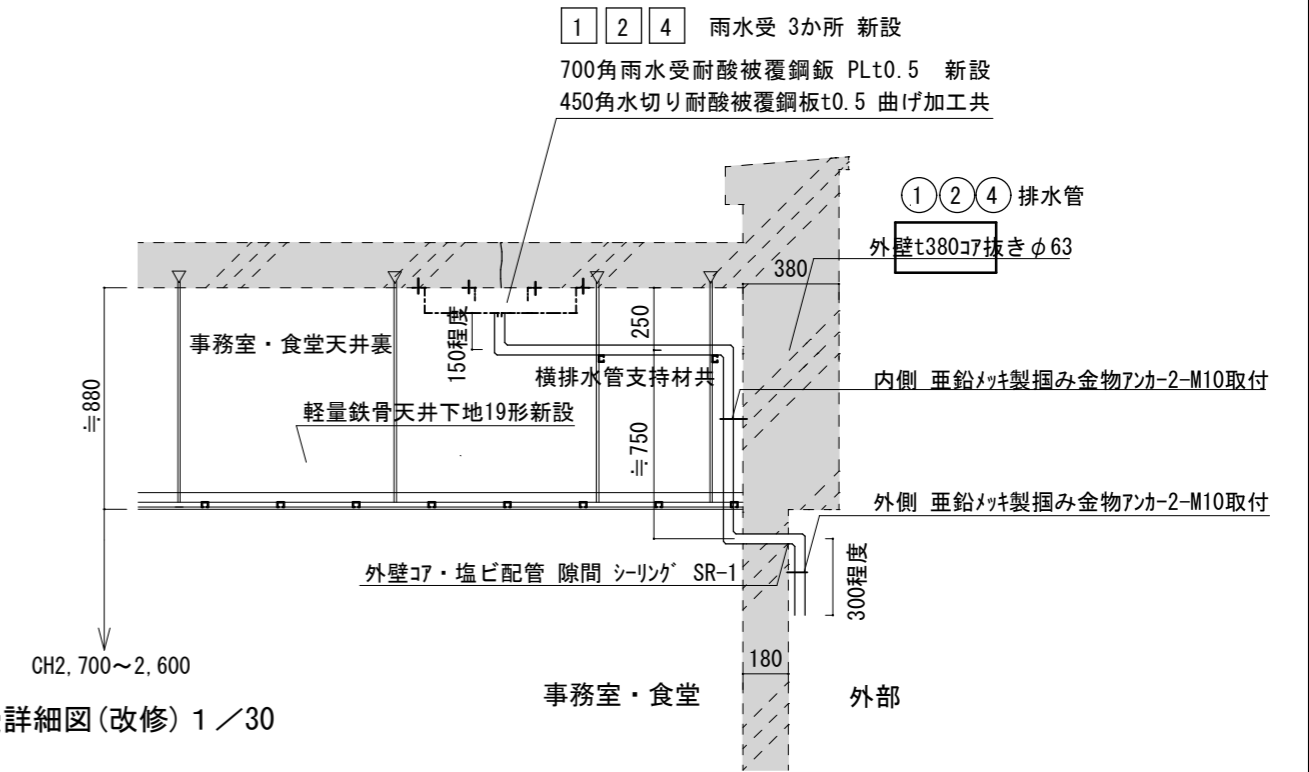 1 2 4 雨水受 3か所 新設
700角雨水受耐酸被覆鋼鈑 PLt0.5 新設
450角水切り耐酸被覆鋼板t0.5 曲げ加工共
1 2 4 排水管
外壁t380コア抜きφ63
380
事務室・食堂天井裏
150程度
250
横排水管支持材共
内側 亜鉛メッキ製掴み金物アンカー2-M10取付
≒880
軽量鉄骨天井下地19形新設
≒750
外側 亜鉛メッキ製掴み金物アンカー2-M10取付
外壁コア・塩ビ配管 隙間 シーリング SR-1
300程度
CH2,700～2,600
180
事務室・食堂
外部
詳細図(改修) 1／30